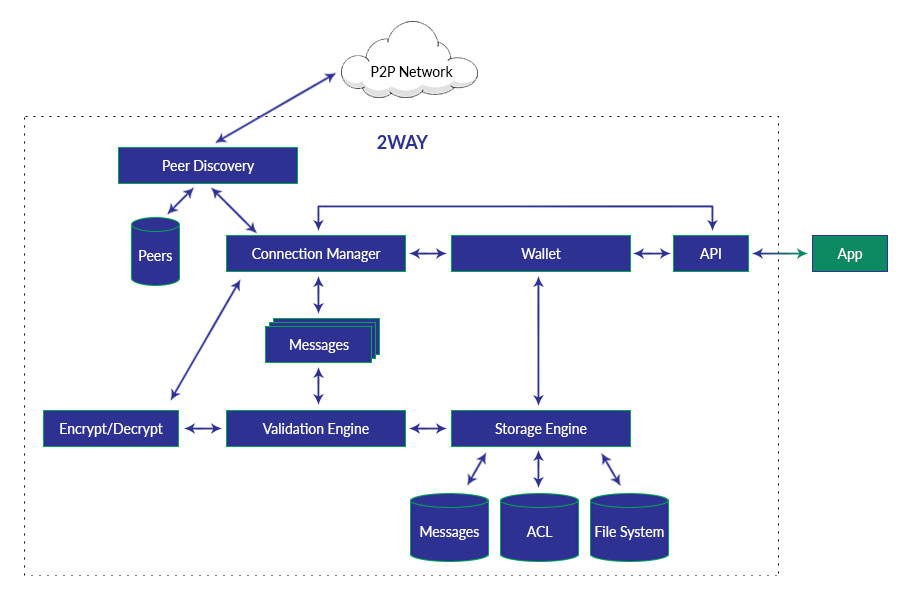 P2P Network
2WAY
Peer Discovery
Peers
Connection Manager
Wallet
API
App
Messages
Encrypt/Decrypt
Validation Engine
Storage Engine
Messages
ACL
File System